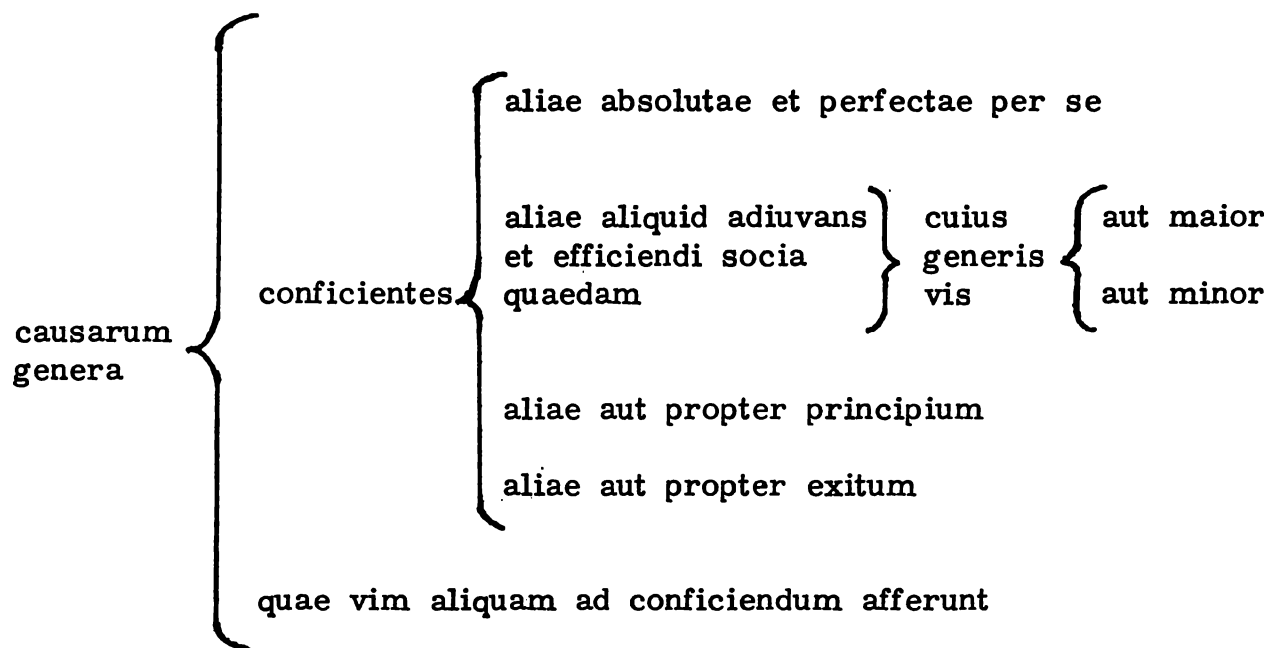 aliae absolutae et perfectae per se
aliae aliquid adiuvans
et efficiendi socia
quaedam
cuius
generis
vis
aut maior
aut minor
conficientes
causarum
genera
aliae aut propter principium
aliae aut propter exitum
quae vim aliquam ad conficiendum afferunt